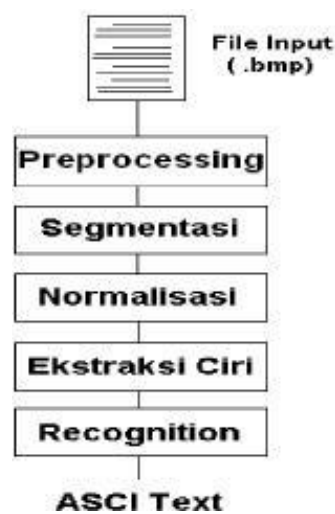 File Input
( .bmp)
Preprocessing
Segmentasi
Normalisasi
Ekstraksi Ciri
Recognition
ASCI Text